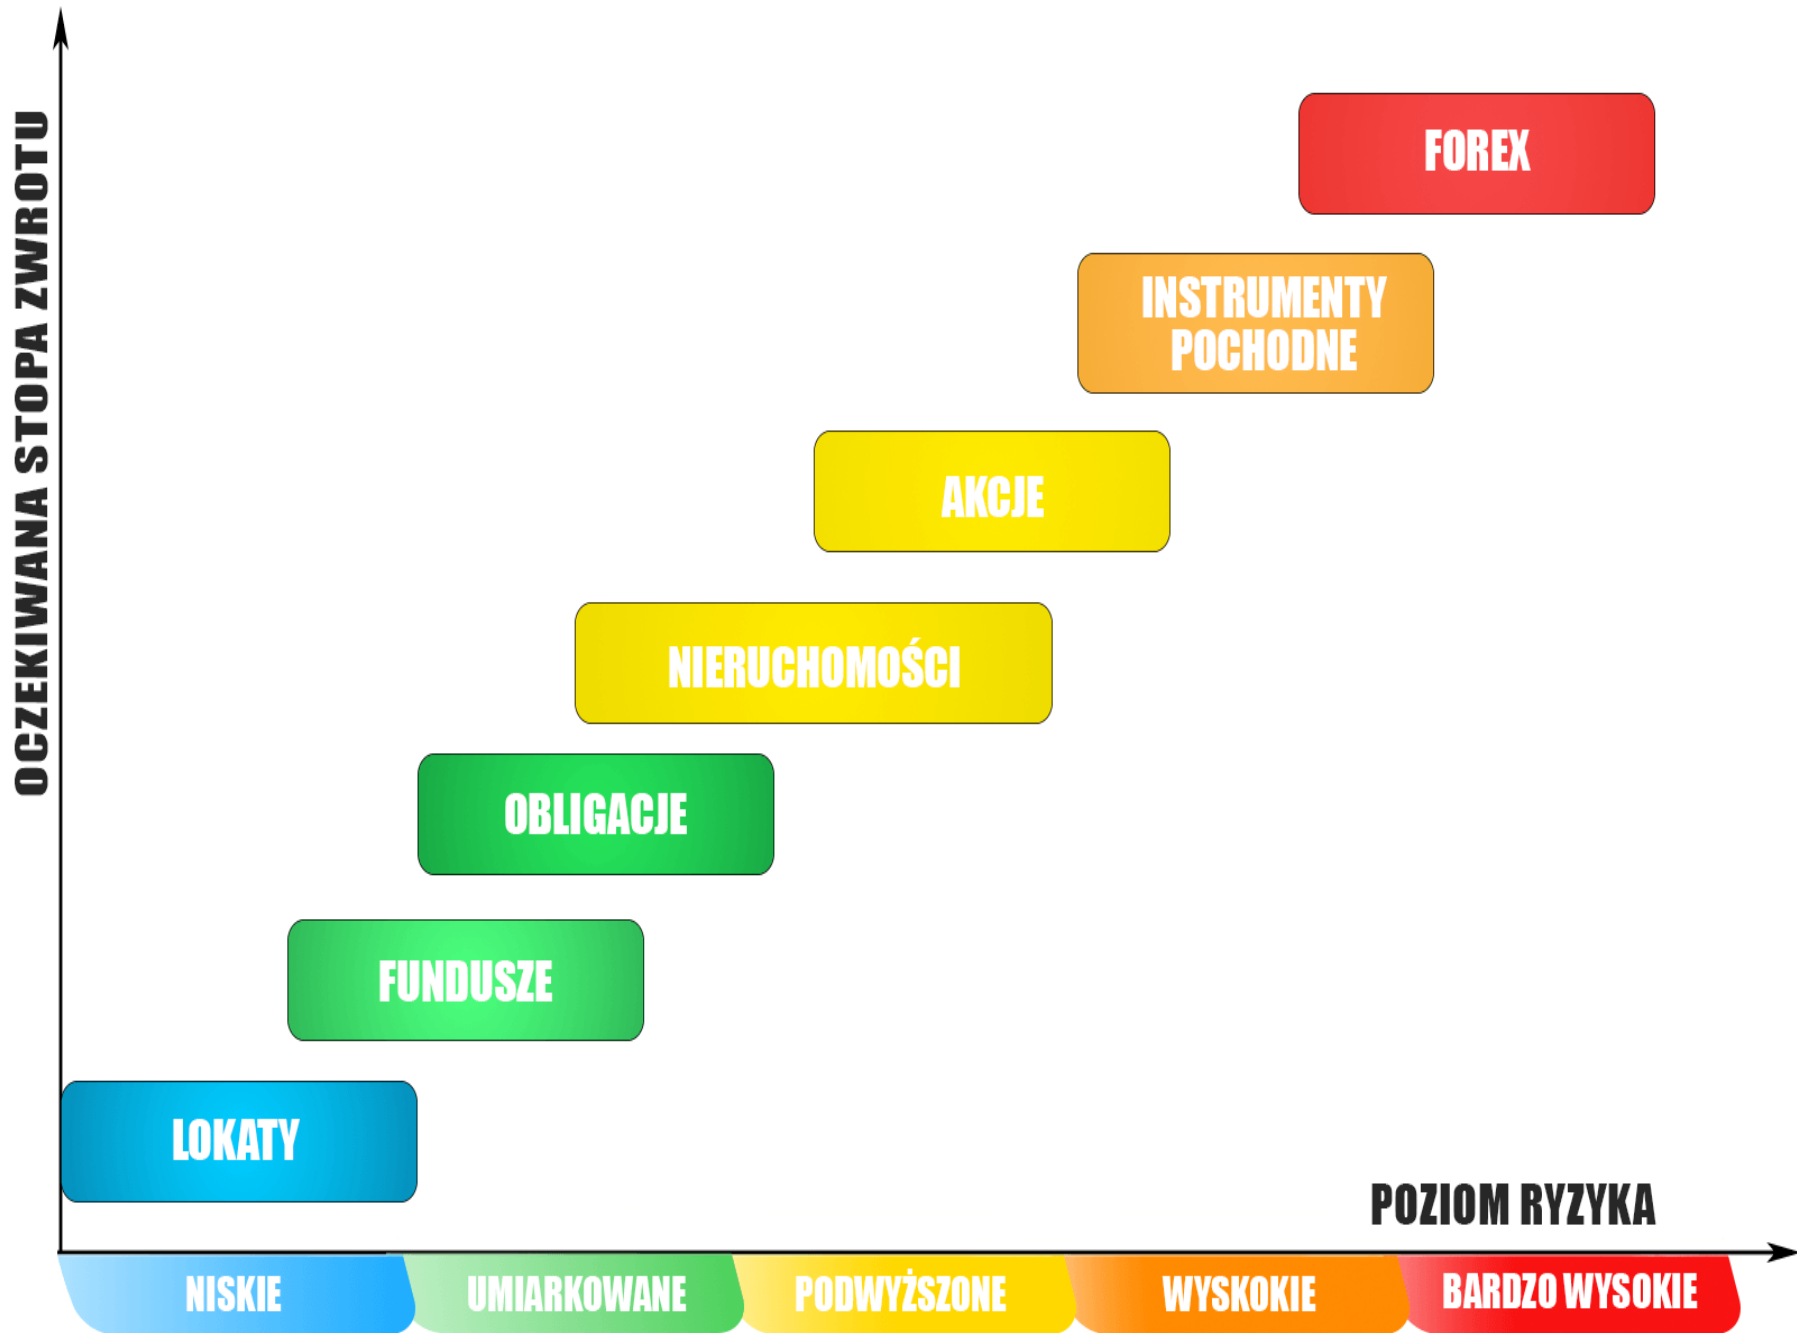 OCZEKIWANA STOPA ZWROTU
FOREX
INSTRUMENTY
POCHODNE
AKCJE
NIERUCHOMOŚCI
OBLIGACJE
FUNDUSZE
LOKATY
POZIOM RYZYKA
NISKIE
UMIARKOWANE
PODWYŻSZONE
WYSKOKIE
BARDZO WYSOKIE